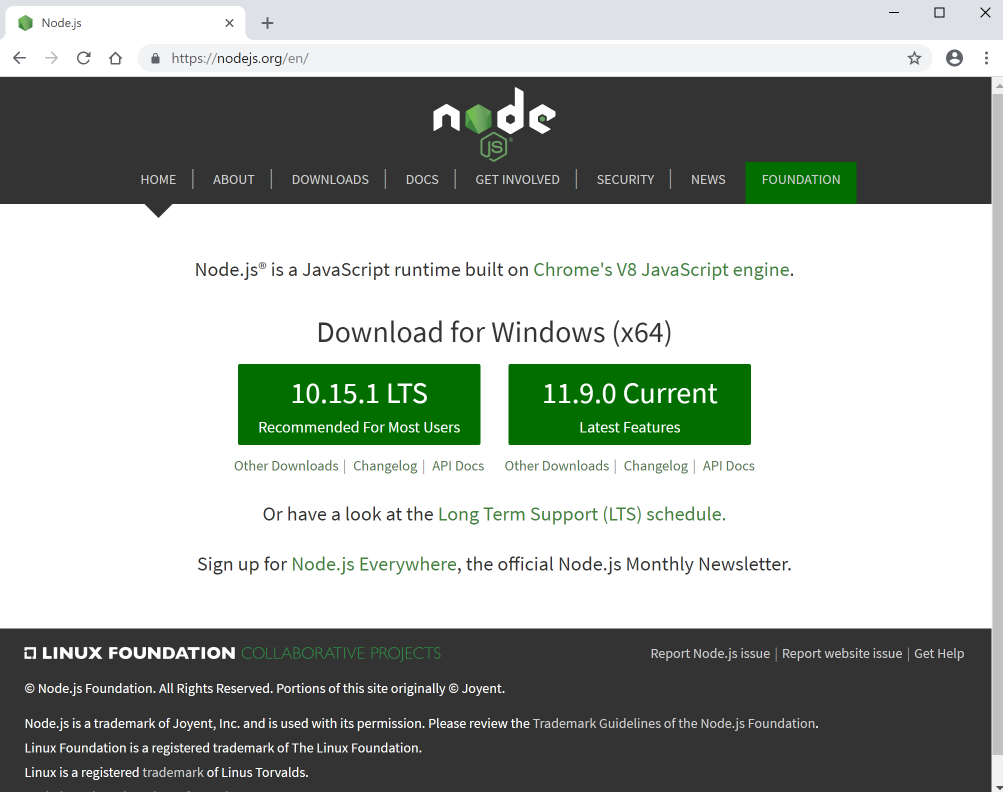 Node.js
https://nodejs.org/en/
node
JS
HOME | ABOUT | DOWNLOADS | DOCS | GET INVOLVED | SECURITY | NEWS FOUNDATION
Node.js® is a JavaScript runtime built on Chrome's V8 JavaScript engine.
Download for Windows (x64)
10.15.1 LTS
Recommended For Most Users
11.9.0 Current
Latest Features
Other Downloads | Changelog | API Docs
Other Downloads | Changelog | API Docs
Or have a look at the Long Term Support (LTS) schedule.
Sign up for Node.js Everywhere, the official Node.js Monthly Newsletter.
LINUX FOUNDATION COLLABORATIVE PROJECTS
Report Node.js issue | Report website issue | Get Help
© Node.js Foundation. All Rights Reserved. Portions of this site originally © Joyent.
Node.js is a trademark of Joyent, Inc. and is used with its permission. Please review the Trademark Guidelines of the Node.js Foundation.
Linux Foundation is a registered trademark of The Linux Foundation.
Linux is a registered trademark of Linus Torvalds.